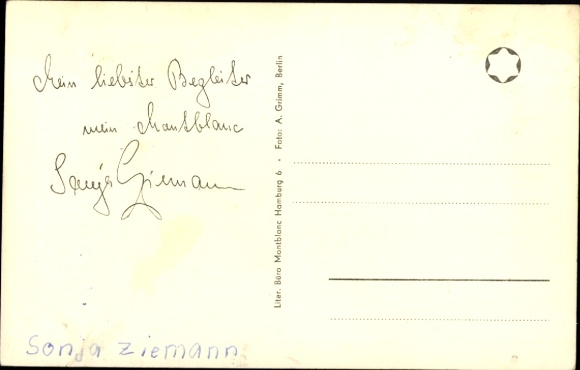 Mein liebster Begleiter
mein Montblanc
Sonja Ziemann
Sonja Ziemann
Liter. Büro Montblanc Hamburg 6 • Foto: A. Grimm, Berlin